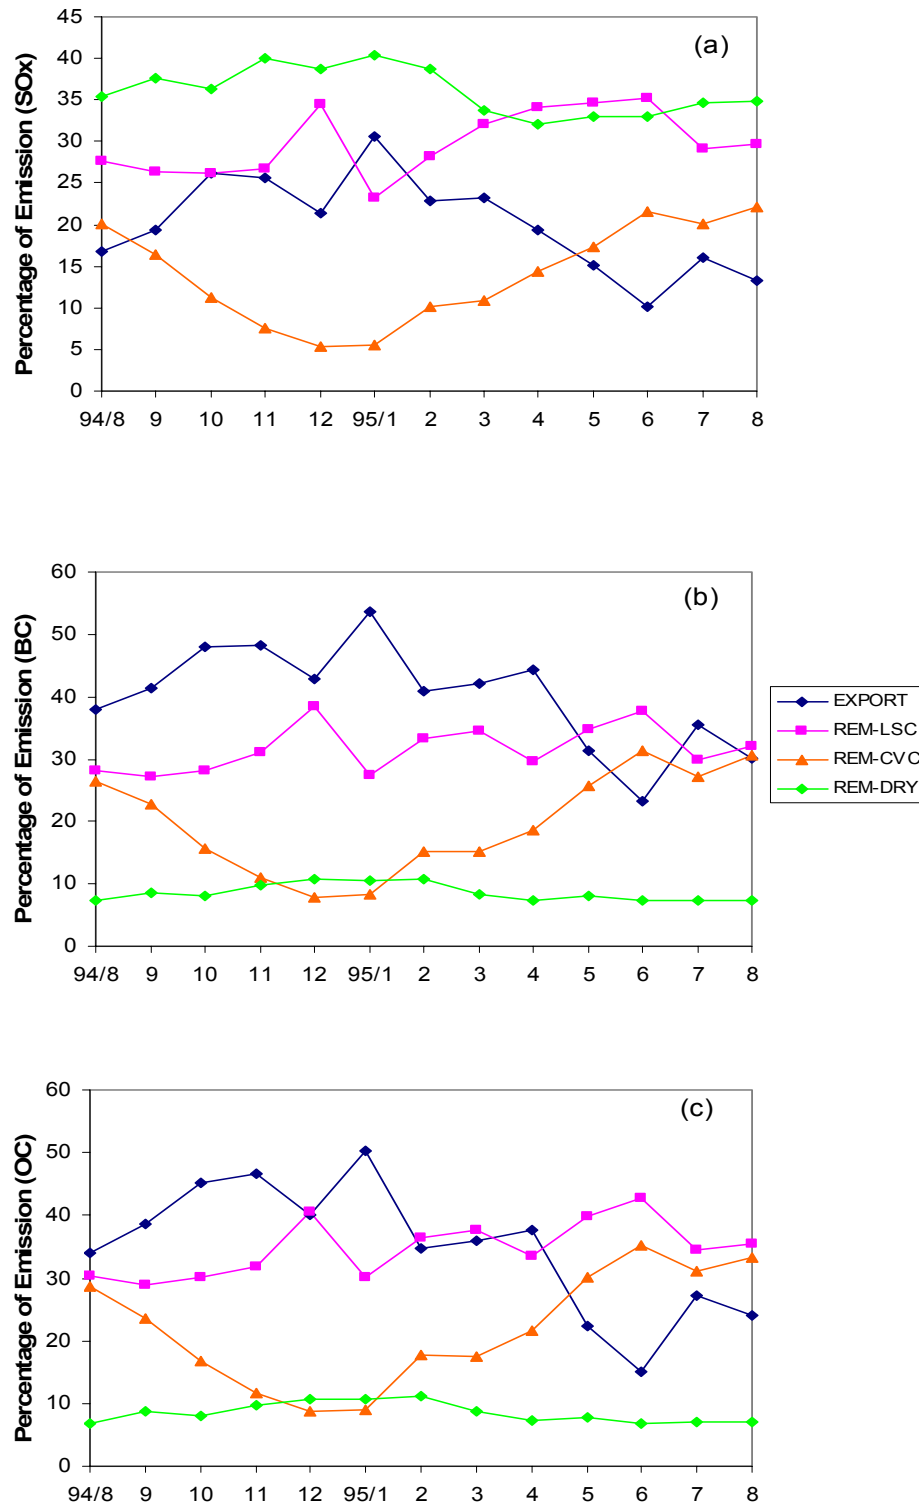 (a)
Percentage of Emission (SOx)
45
40
35
30
25
20
15
10
5
0
94/8 9 10 11 12 95/1 2 3 4 5 6 7 8
(b)
Percentage of Emission (BC)
60
50
40
30
20
10
0
94/8 9 10 11 12 95/1 2 3 4 5 6 7 8
EXPORT
REM-LSC
REM-CVC
REM-DRY
(c)
Percentage of Emission (OC)
60
50
40
30
20
10
0
94/8 9 10 11 12 95/1 2 3 4 5 6 7 8